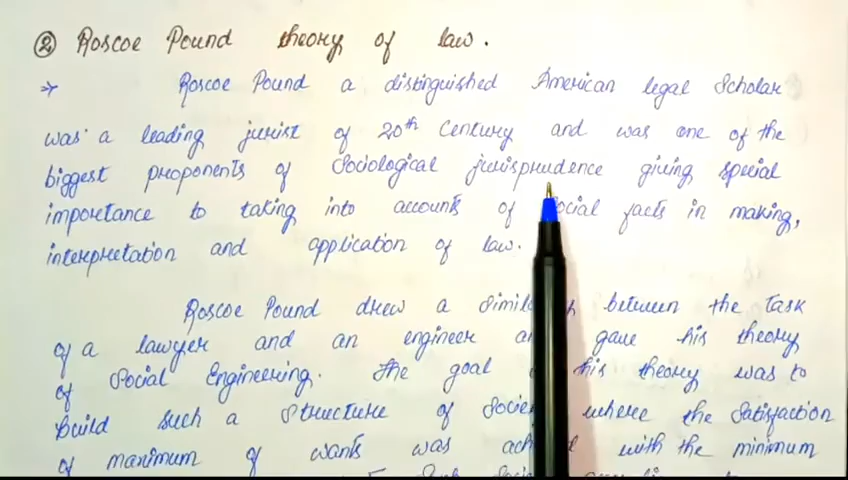 ② Roscoe Pound theory of law.
→ Roscoe Pound a distinguished American legal Scholar
was a leading jurist of 20th Century and was one of the
biggest proponents of Sociological jurisprudence giving special
importance to taking into accounts of social facts in making,
interpretation and application of law.
Roscoe Pound drew a between the task
of a lawyer and an engineer gave his theory
of Social Engineering. The goal his theory was to
build such a structure of where the satisfaction
of maximum of wants was with the minimum